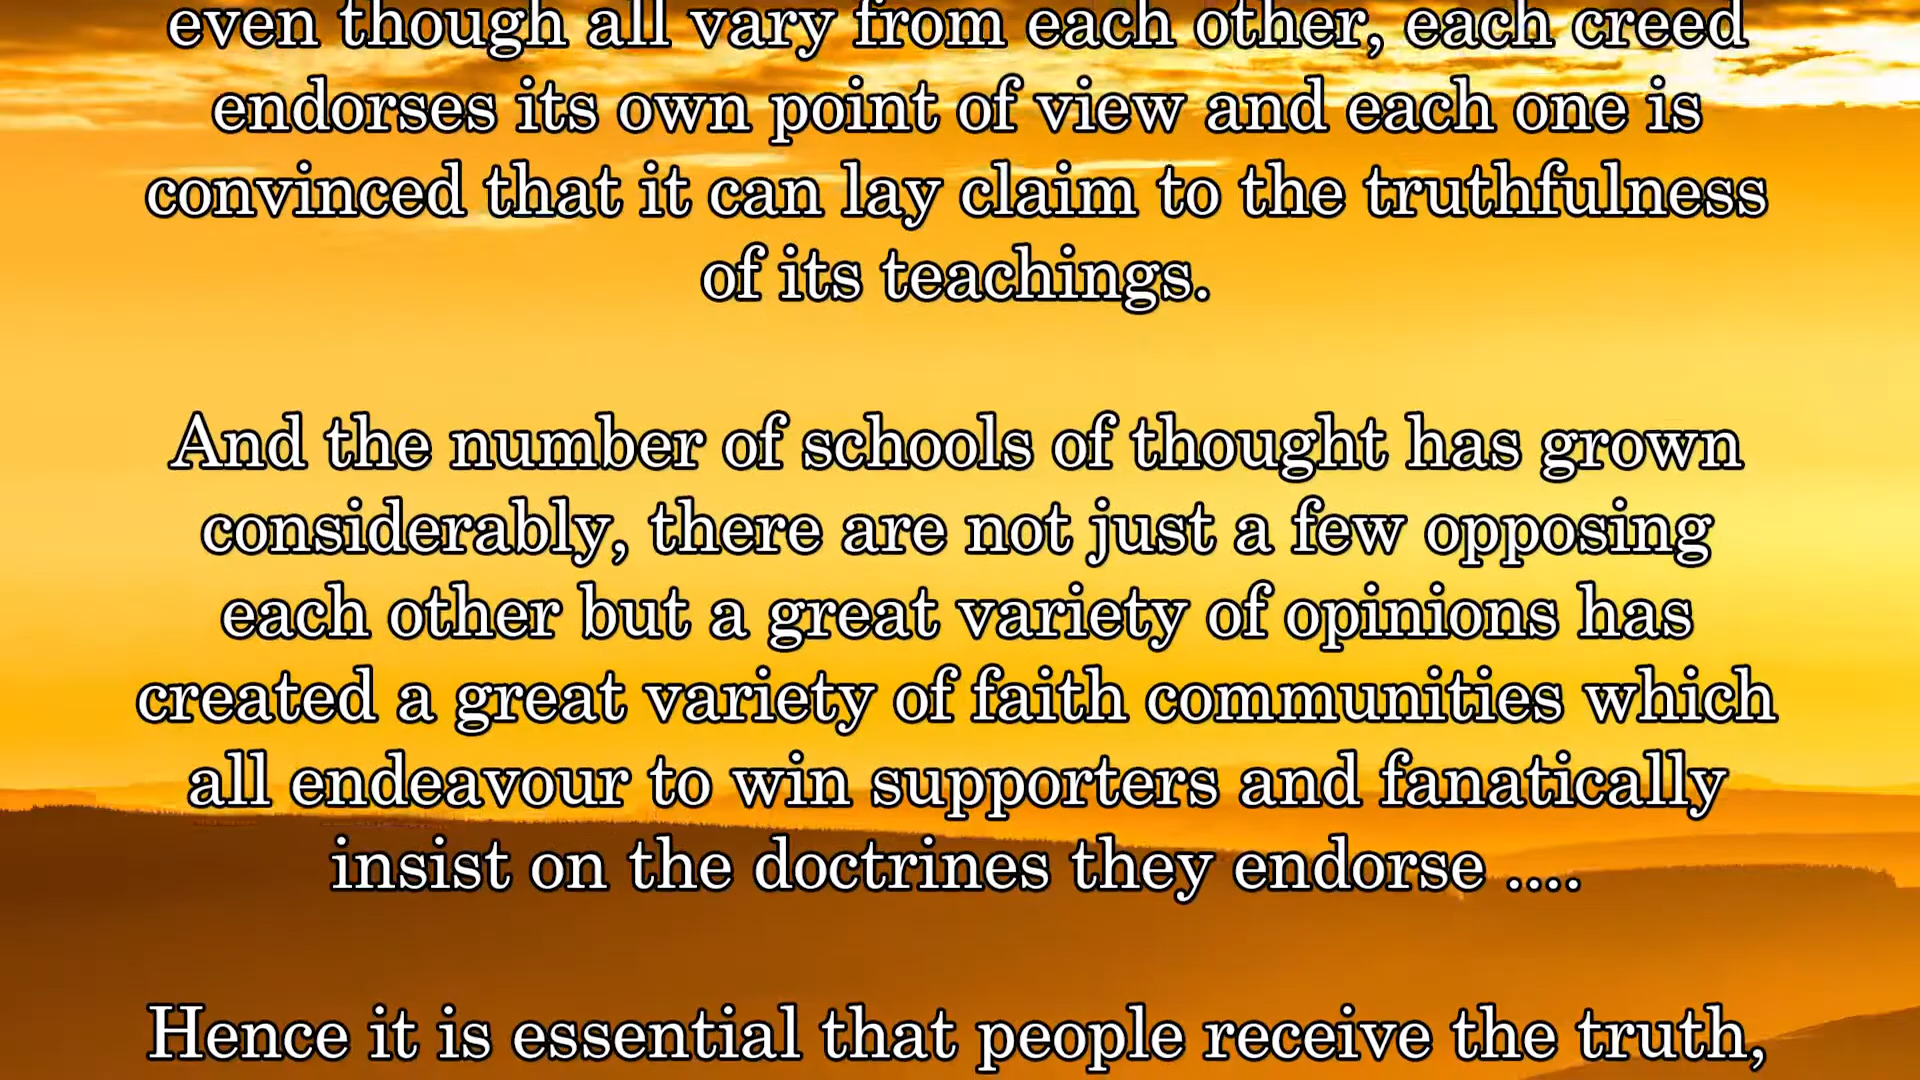 even though all vary from each other, each creed
endorses its own point of view and each one is
convinced that it can lay claim to the truthfulness
of its teachings.
And the number of schools of thought has grown
considerably, there are not just a few opposing
each other but a great variety of opinions has
created a great variety of faith communities which
all endeavour to win supporters and fanatically
insist on the doctrines they endorse ....
Hence it is essential that people receive the truth,